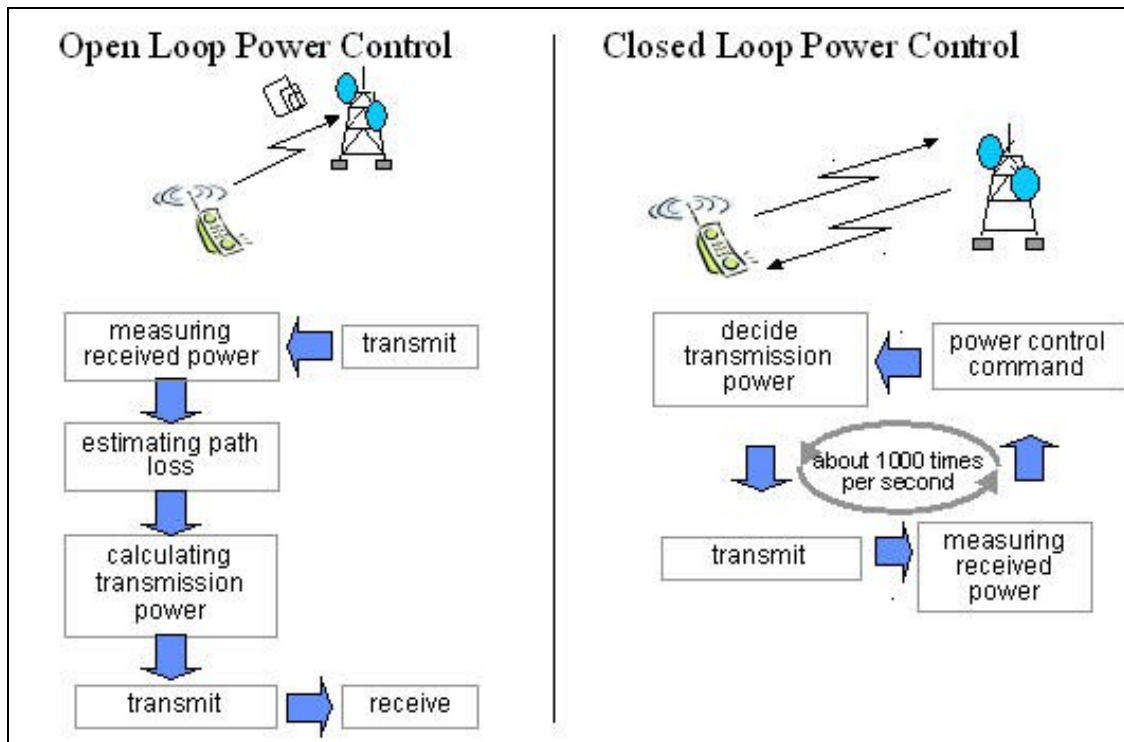 Open Loop Power Control
measuring
received power
transmit
estimating path
loss
calculating
transmission
power
transmit
receive
Closed Loop Power Control
decide
transmission
power
power control
command
about 1000 times
per second
transmit
measuring
received
power